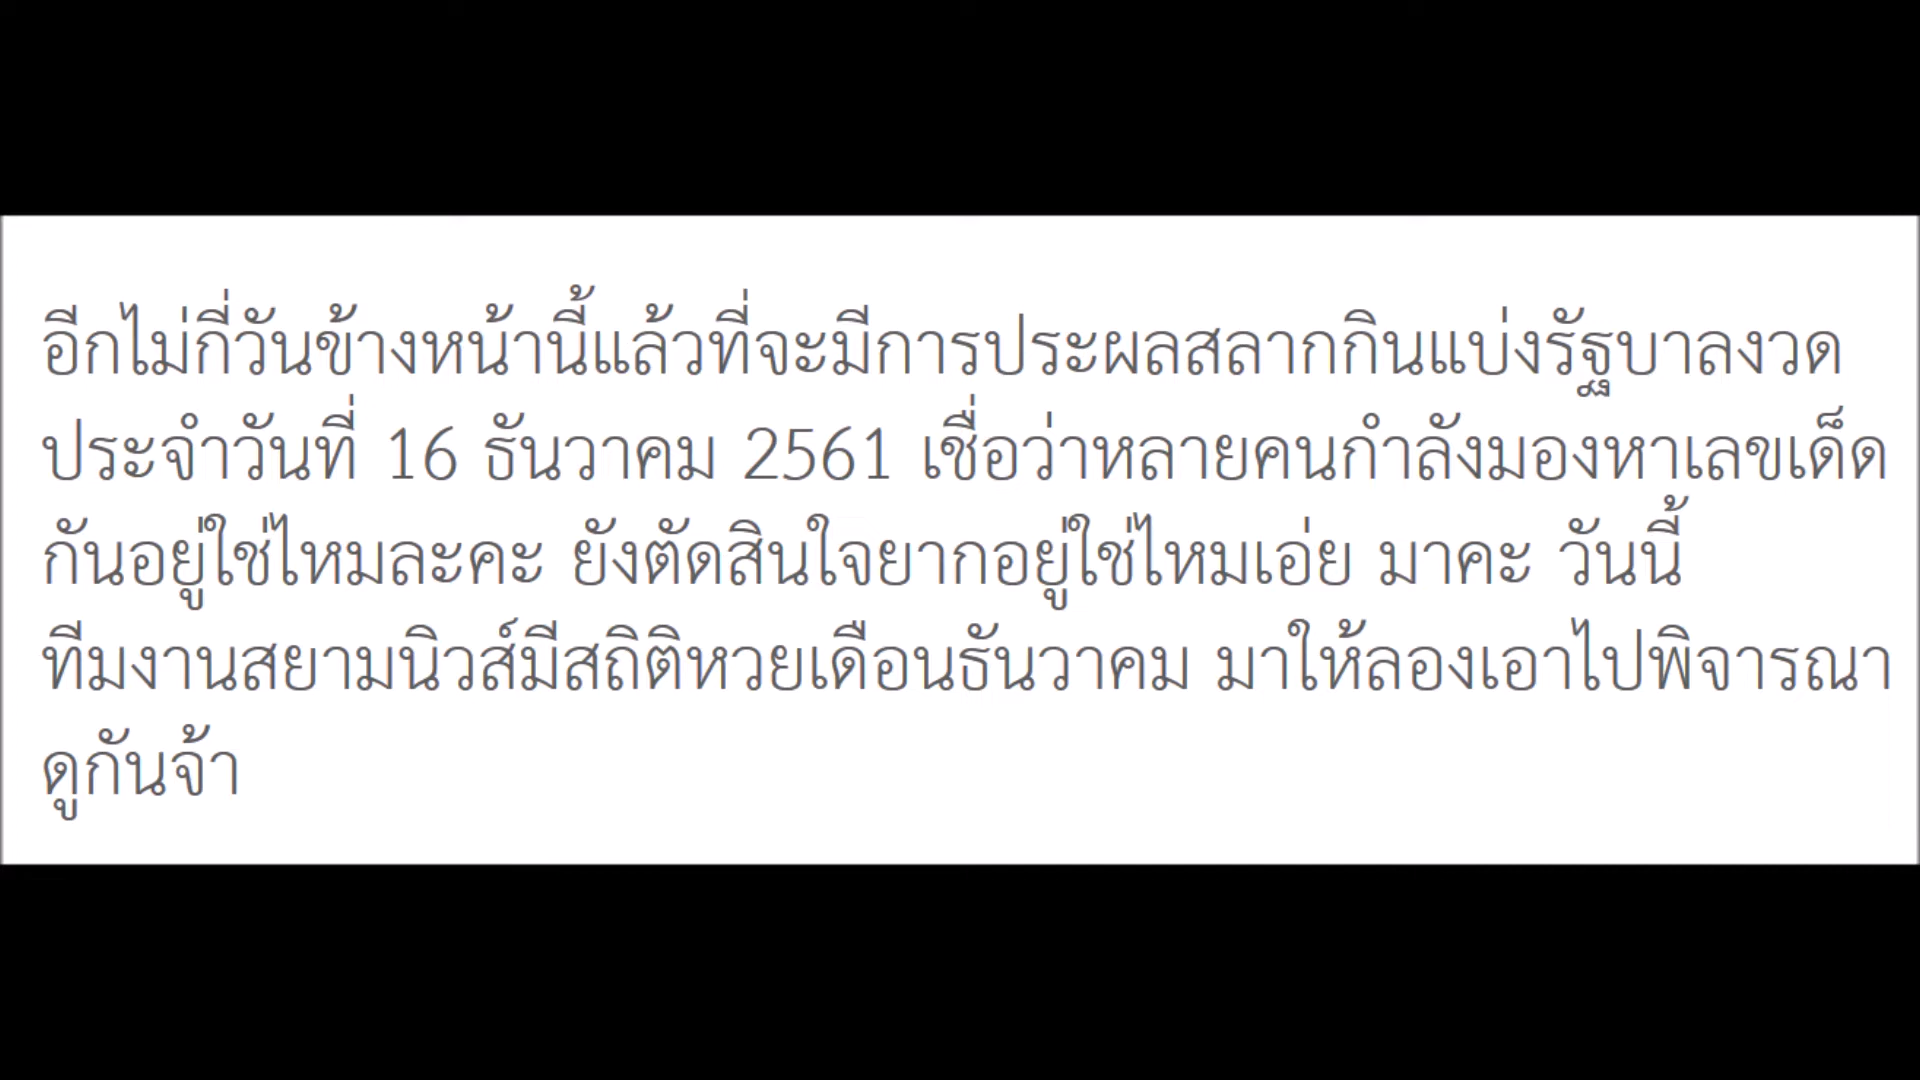 อีกไม่กี่วันข้างหน้านี้แล้วที่จะมีการประผลสลากกินแบ่งรัฐบาลงวด
ประจำวันที่ 16 ธันวาคม 2561 เชื่อว่าหลายคนกำลังมองหาเลขเด็ด
กันอยู่ใช่ไหมละคะ ยังตัดสินใจยากอยู่ใช่ไหมเอ่ย มาคะ วันนี้
ทีมงานสยามนิวส์มีสถิติหวยเดือนธันวาคม มาให้ลองเอาไปพิจารณา
ดูกันจ้า